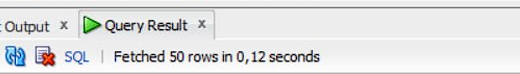 Output x Query Result x
SQL | Fetched 50 rows in 0,12 seconds